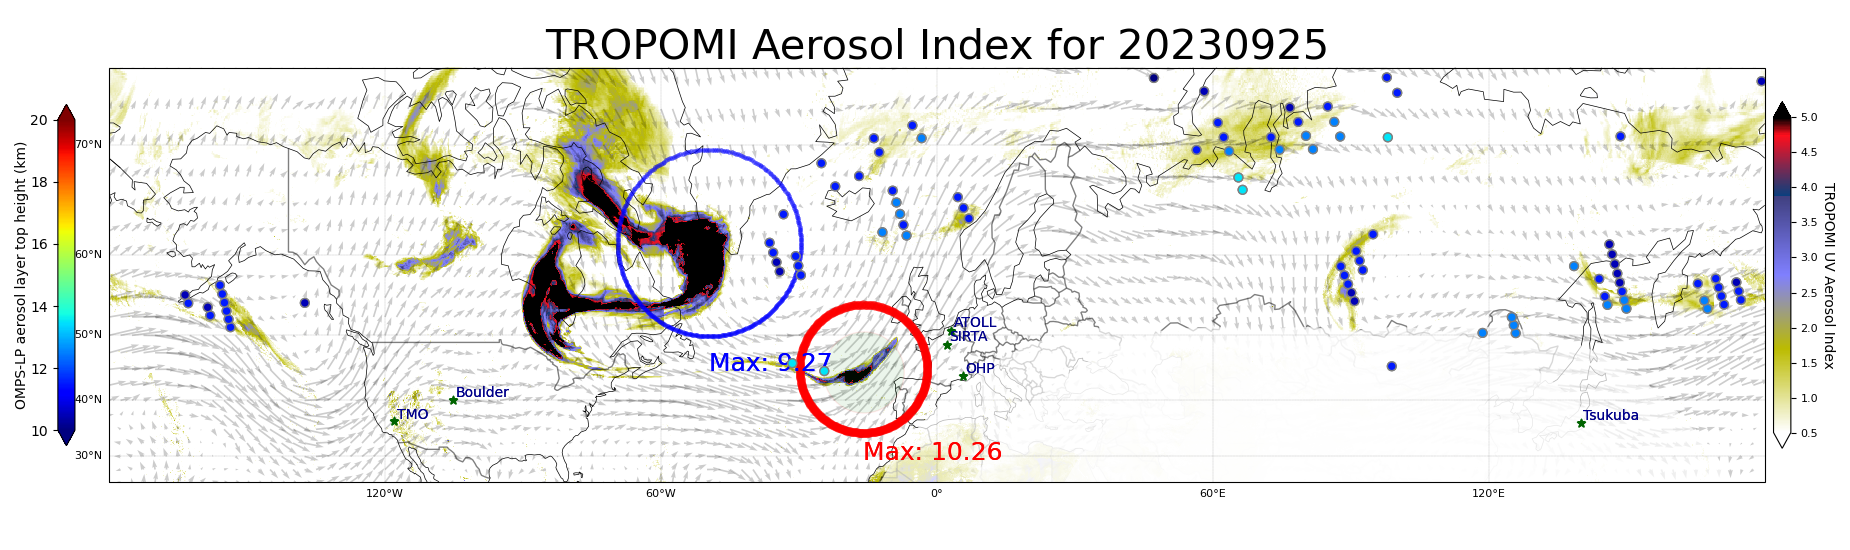 TROPOMI Aerosol Index for 20230925
OMPS-LP aerosol layer top height (km)
20
18
16
14
12
10
70°N
60°N
50°N
40°N
30°N
120°W
60°W
0°
60°E
120°E
ATOLL
SIRTA
OHP
Max: 9.27
Boulder
TMO
Tsukuba
Max: 10.26
5.0
4.5
4.0
3.5
3.0
2.5
2.0
1.5
1.0
0.5
TROPOMI UV Aerosol Index